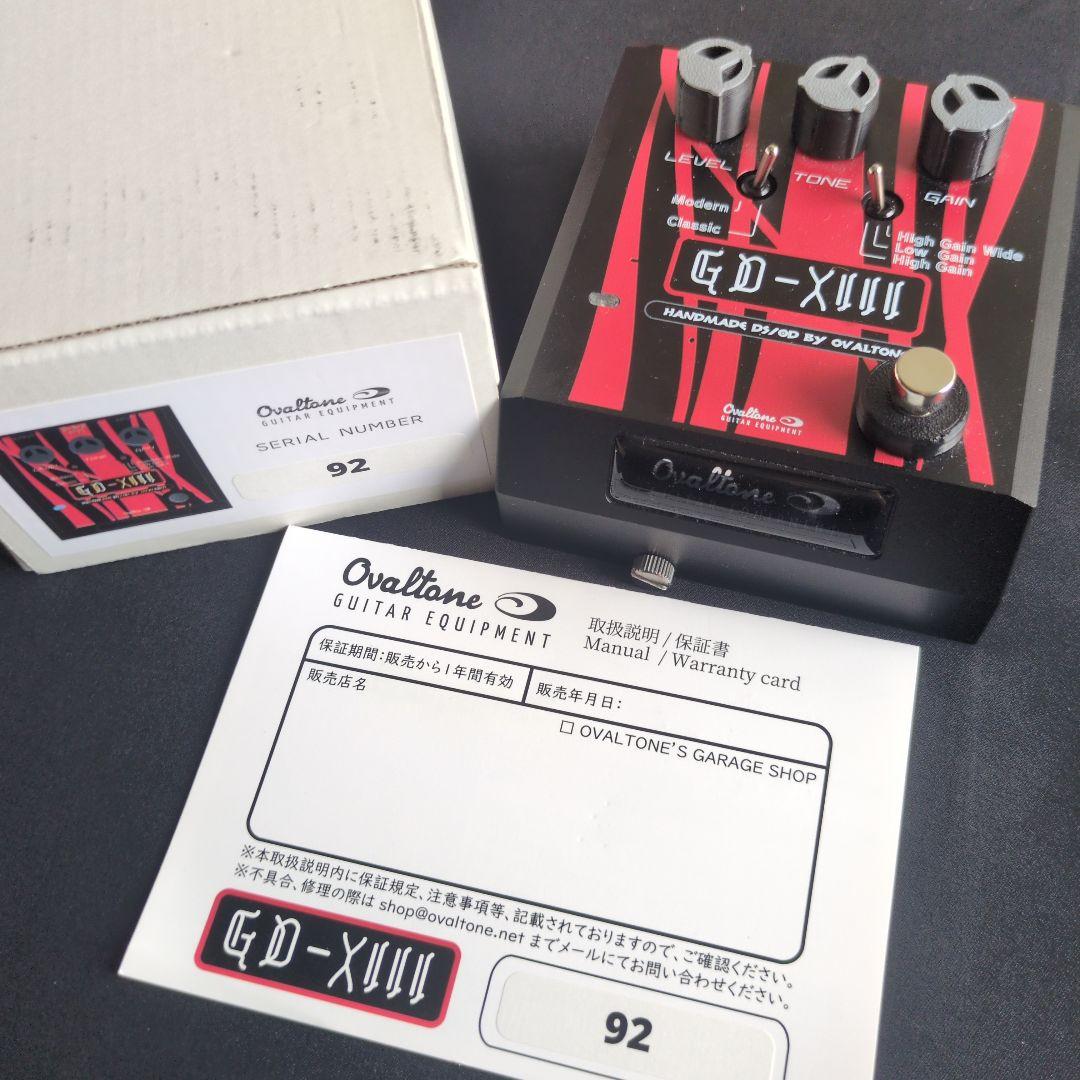 LEVEL
TONE
GAIN
Modern
Classic
High Gain Wide
Low Gain
High Gain
GD-XIII
HANDMADE DS/OD BY OVALTONE
Ovaltone
GUITAR EQUIPMENT
Ovaltone
Ovaltone
GUITAR EQUIPMENT
SERIAL NUMBER
92
GD-XIII
Ovaltone
GUITAR EQUIPMENT
取扱説明/保証書
Manual / Warranty card
保証期間:販売から1年間有効
販売年月日:
販売店名
□ OVALTONE'S GARAGE SHOP
※本取扱説明内に保証規定、注意事項等、記載されておりますので、ご確認ください。
※不具合、修理の際は shop@ovaltone.net までメールにてお問い合わせください。
GD-XIII
92